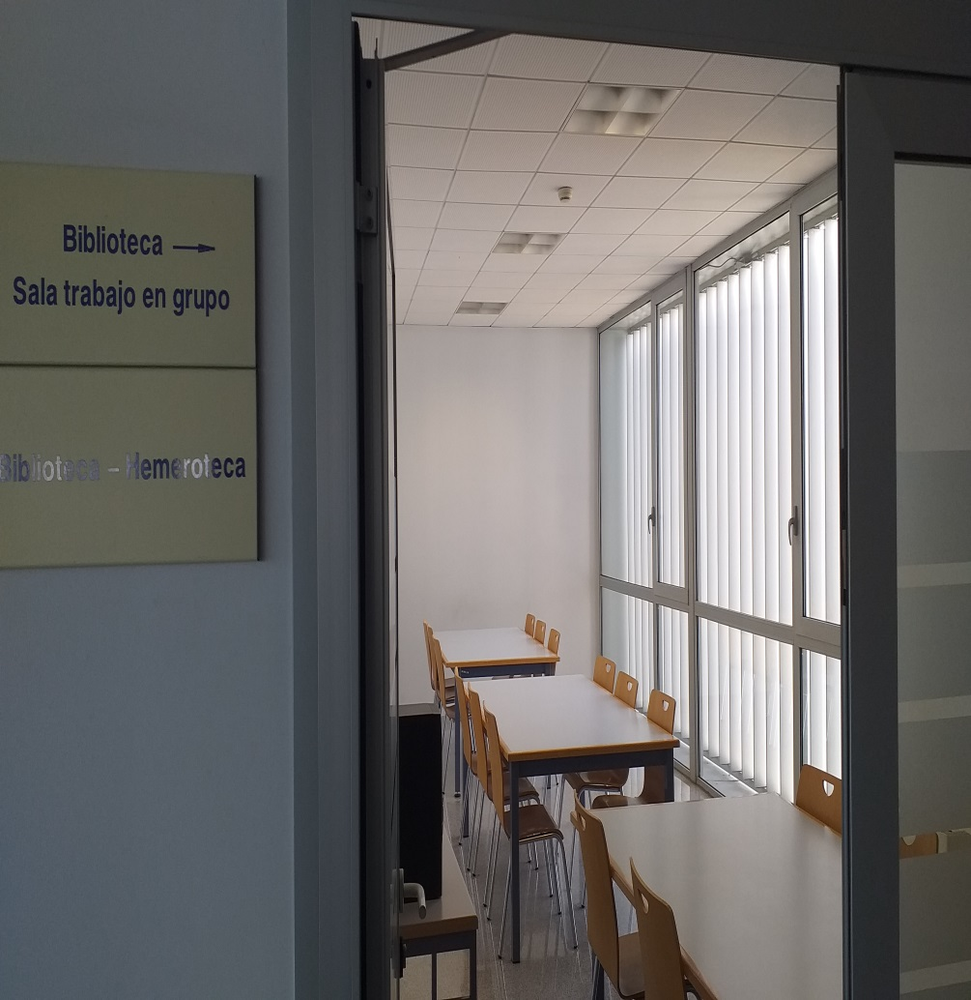 Biblioteca →
Sala trabajo en grupo
Biblioteca - Hemeroteca